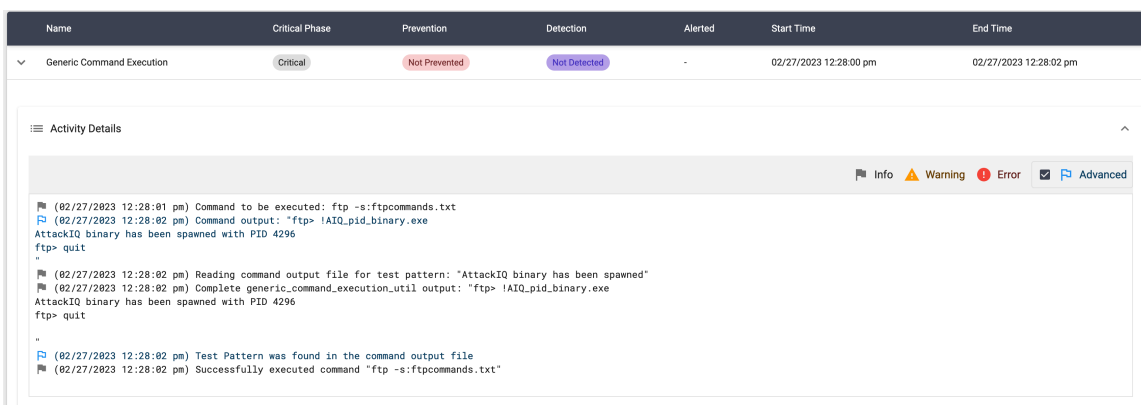 Name Critical Phase Prevention Detection Alerted Start Time End Time
Generic Command Execution Critical Not Prevented Not Detected - 02/27/2023 12:28:00 pm 02/27/2023 12:28:02 pm
Activity Details
Info Warning Error Advanced
(02/27/2023 12:28:01 pm) Command to be executed: ftp -s:ftpcommands.txt
(02/27/2023 12:28:02 pm) Command output: "ftp> !AIQ_pid_binary.exe
AttackIQ binary has been spawned with PID 4296
ftp> quit
"
(02/27/2023 12:28:02 pm) Reading command output file for test pattern: "AttackIQ binary has been spawned"
(02/27/2023 12:28:02 pm) Complete generic_command_execution_util output: "ftp> !AIQ_pid_binary.exe
AttackIQ binary has been spawned with PID 4296
ftp> quit
"
(02/27/2023 12:28:02 pm) Test Pattern was found in the command output file
(02/27/2023 12:28:02 pm) Successfully executed command "ftp -s:ftpcommands.txt"